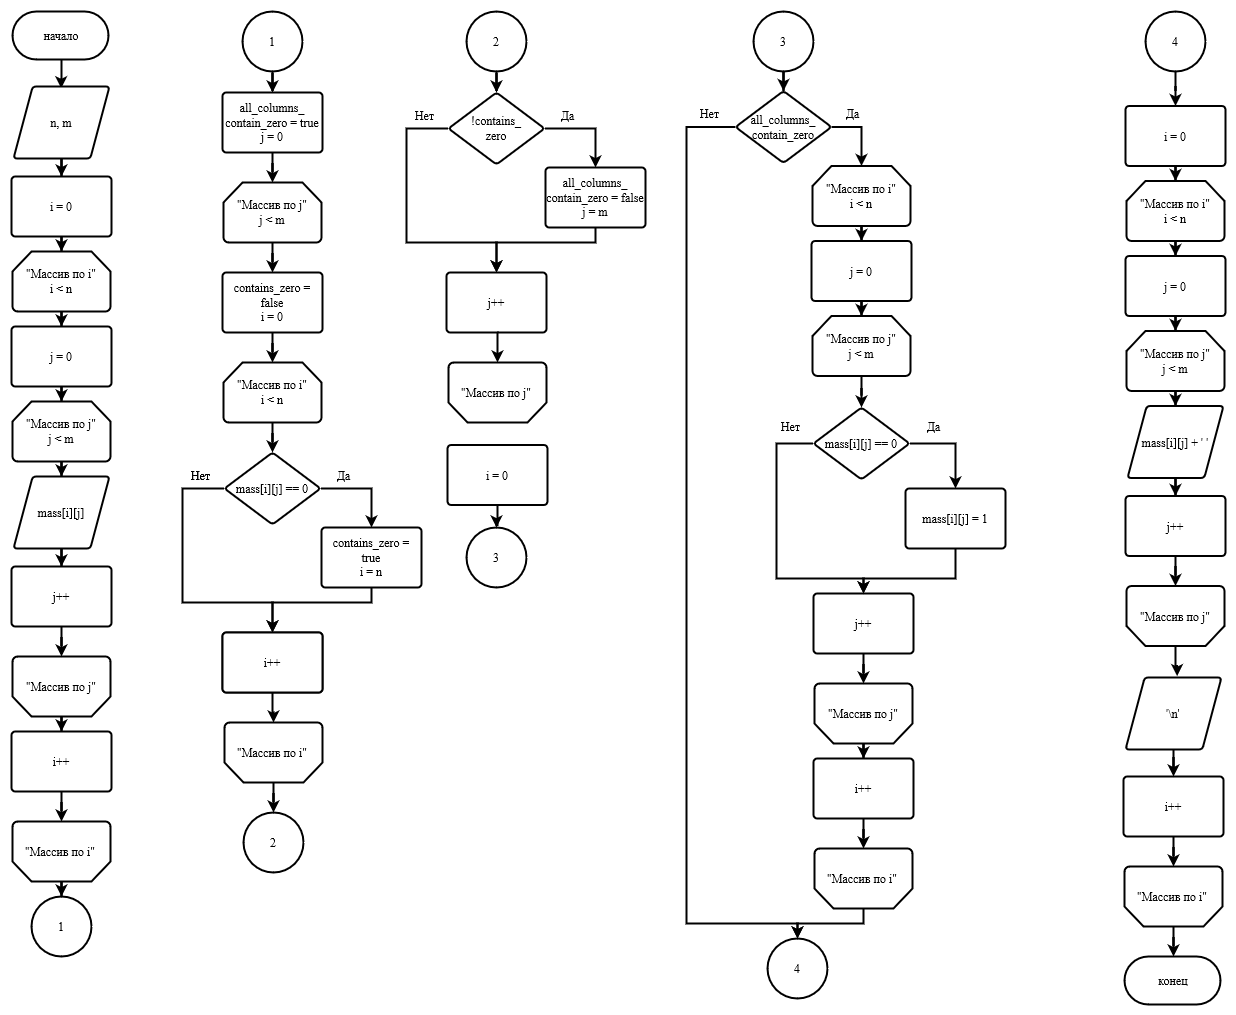 начало
n, m
i = 0
"Массив по i"
i < n
j = 0
"Массив по j"
j < m
mass[i][j]
j++
"Массив по j"
i++
"Массив по i"
1
1
all_columns_
contain_zero = true
j = 0
"Массив по j"
j < m
contains_zero =
false
i = 0
"Массив по i"
i < n
Нет
Да
mass[i][j] == 0
contains_zero =
true
i = n
i++
"Массив по i"
2
2
Нет
Да
!contains_
zero
all_columns_
contain_zero = false
j = m
j++
"Массив по j"
i = 0
3
3
Нет
Да
all_columns_
contain_zero
"Массив по i"
i < n
j = 0
"Массив по j"
j < m
Нет
Да
mass[i][j] == 0
mass[i][j] = 1
j++
"Массив по j"
i++
"Массив по i"
4
4
i = 0
"Массив по i"
i < n
j = 0
"Массив по j"
j < m
mass[i][j] + ' '
j++
"Массив по j"
'\n'
i++
"Массив по i"
конец